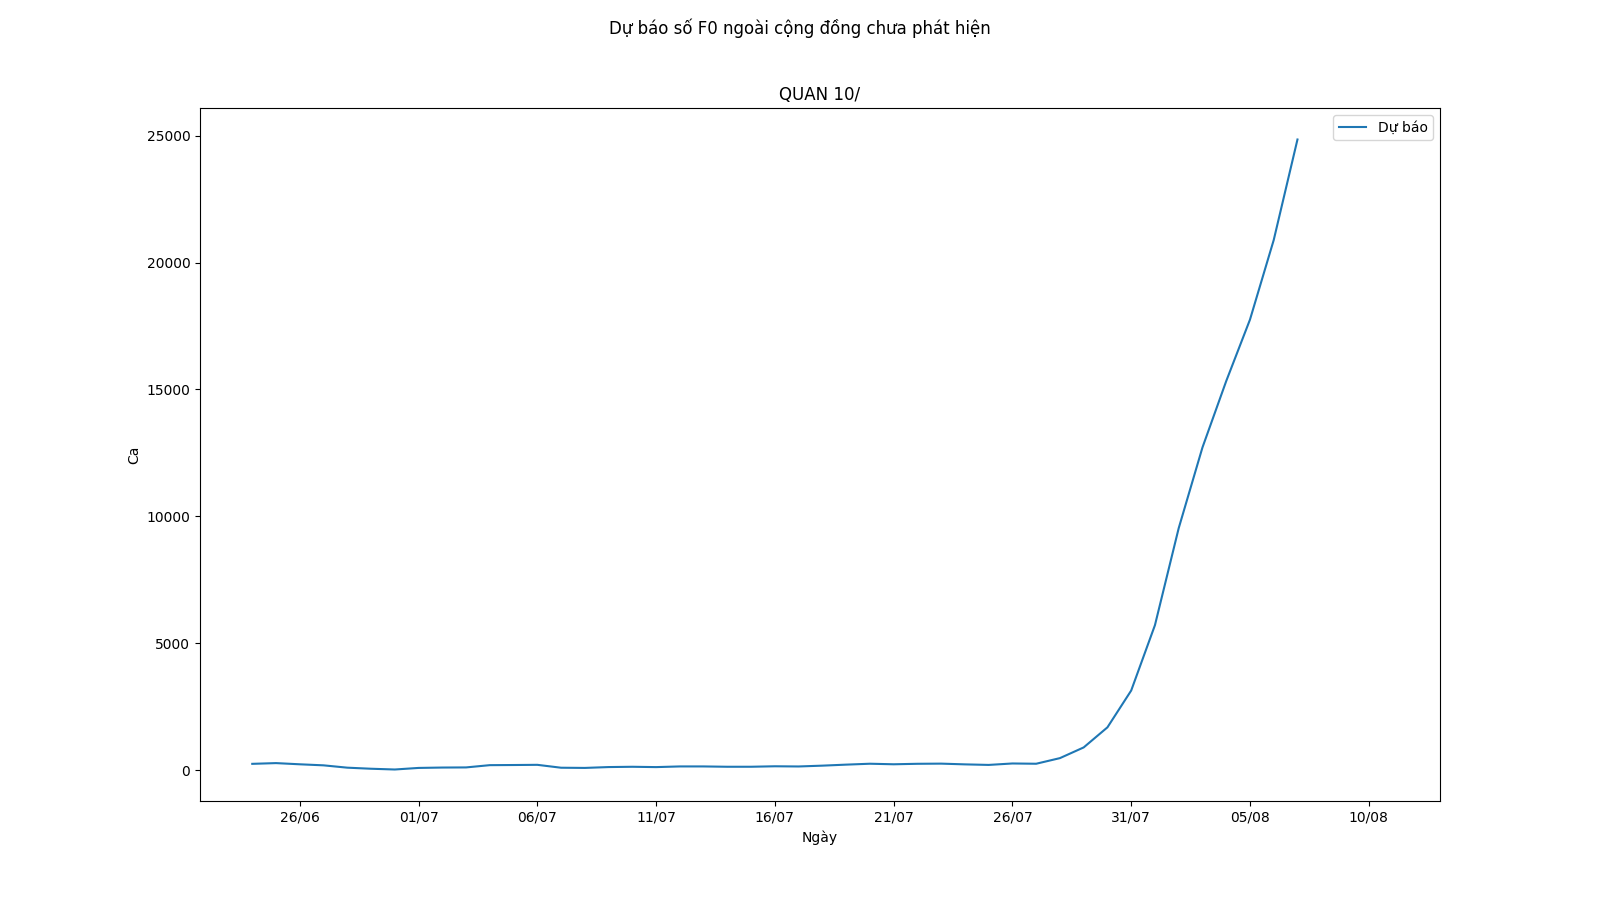 Dự báo số F0 ngoài cộng đồng chưa phát hiện
QUAN 10/
Dự báo
25000
20000
15000
10000
5000
0
Ca
26/06 01/07 06/07 11/07 16/07 21/07 26/07 31/07 05/08 10/08
Ngày